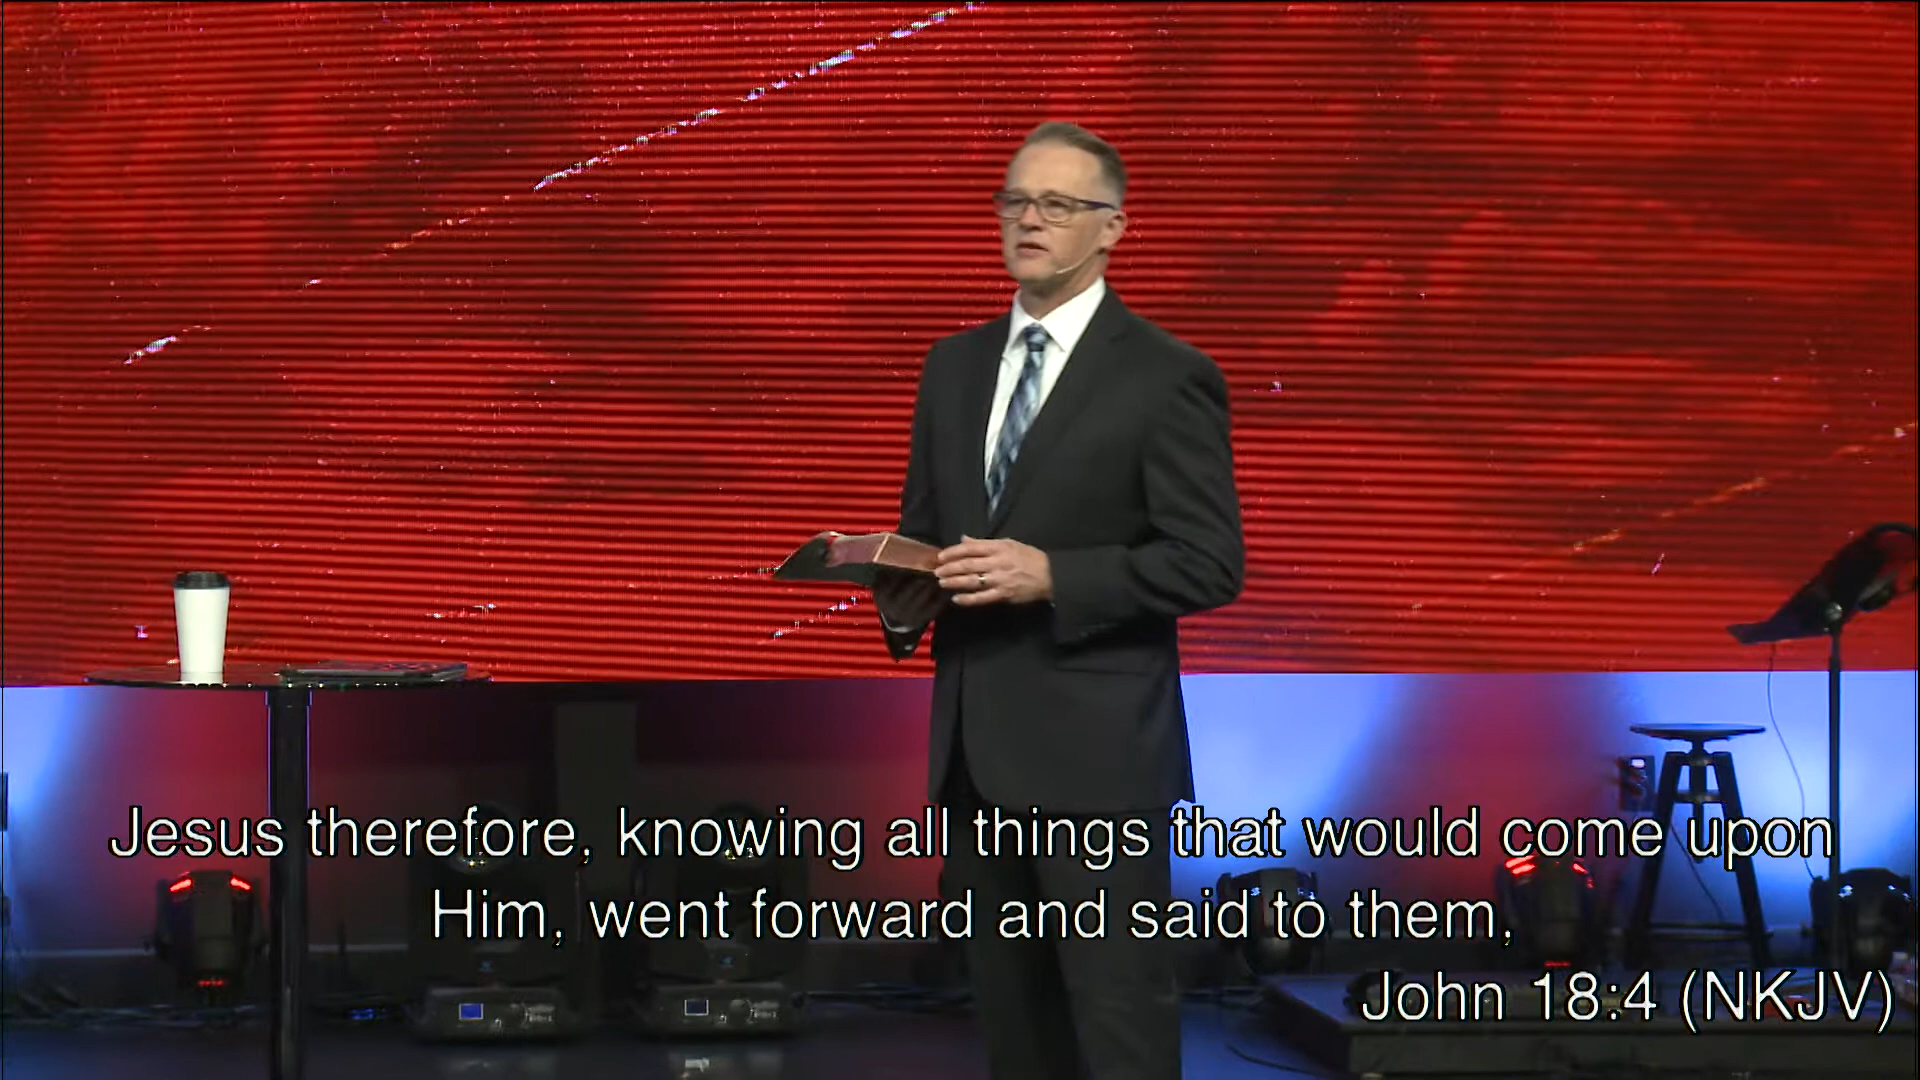 Jesus therefore, knowing all things that would come upon
Him, went forward and said to them,
John 18:4 (NKJV)